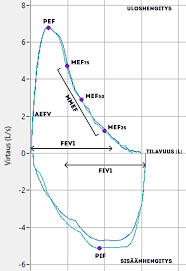 8
ULOSHENGITYS
PEF
6
MEF75
4
MEF50
MMEF
2
MEF25
AEFV
FEV1
0
TILAVUUS (L)
FIV1
-2
-4
PIF
-6
SISÄÄNHENGITYS
Virtaus (L/s)